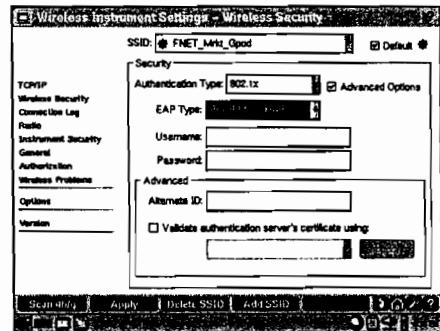 Wireless Instrument Settings - Wireless Security
SSID: FNET_Mrkt_Gpod
Default
Security
TCP/IP
Wireless Security
Connection Log
Radio
Instrument Security
General
Authorization
Wireless Problems
Options
Version
Authentication Type: 802.1x
Advanced Options
EAP Type:
Username:
Password:
Advanced
Alternate ID:
Validate authentication server's certificate using:
Apply
Delete SSID
Add SSID